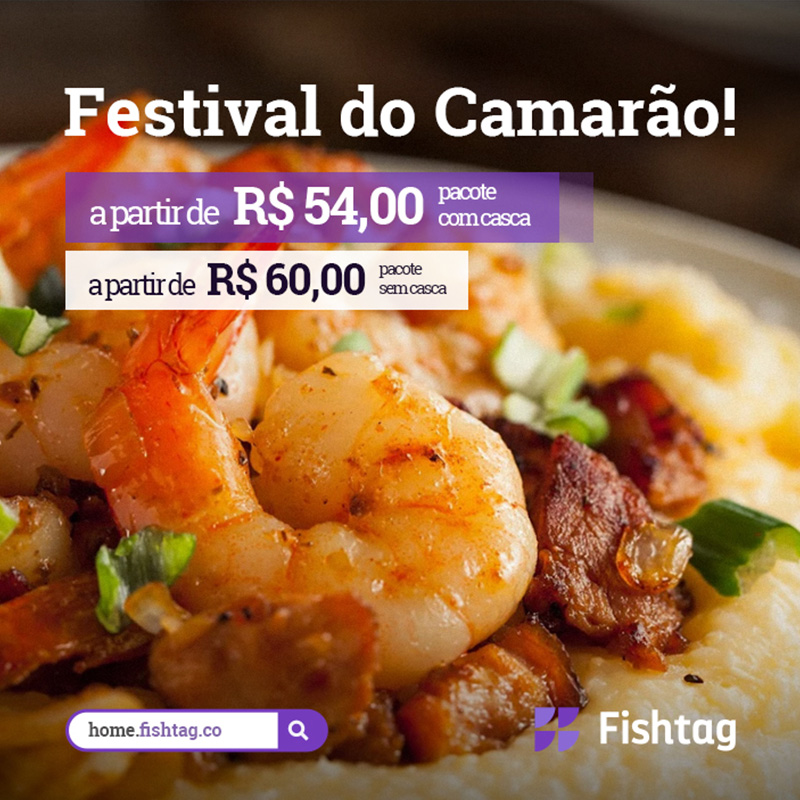 Festival do Camarão!
a partir de R$ 54,00 pacote
com casca
a partir de R$ 60,00 pacote
sem casca
home.fishtag.co
Fishtag